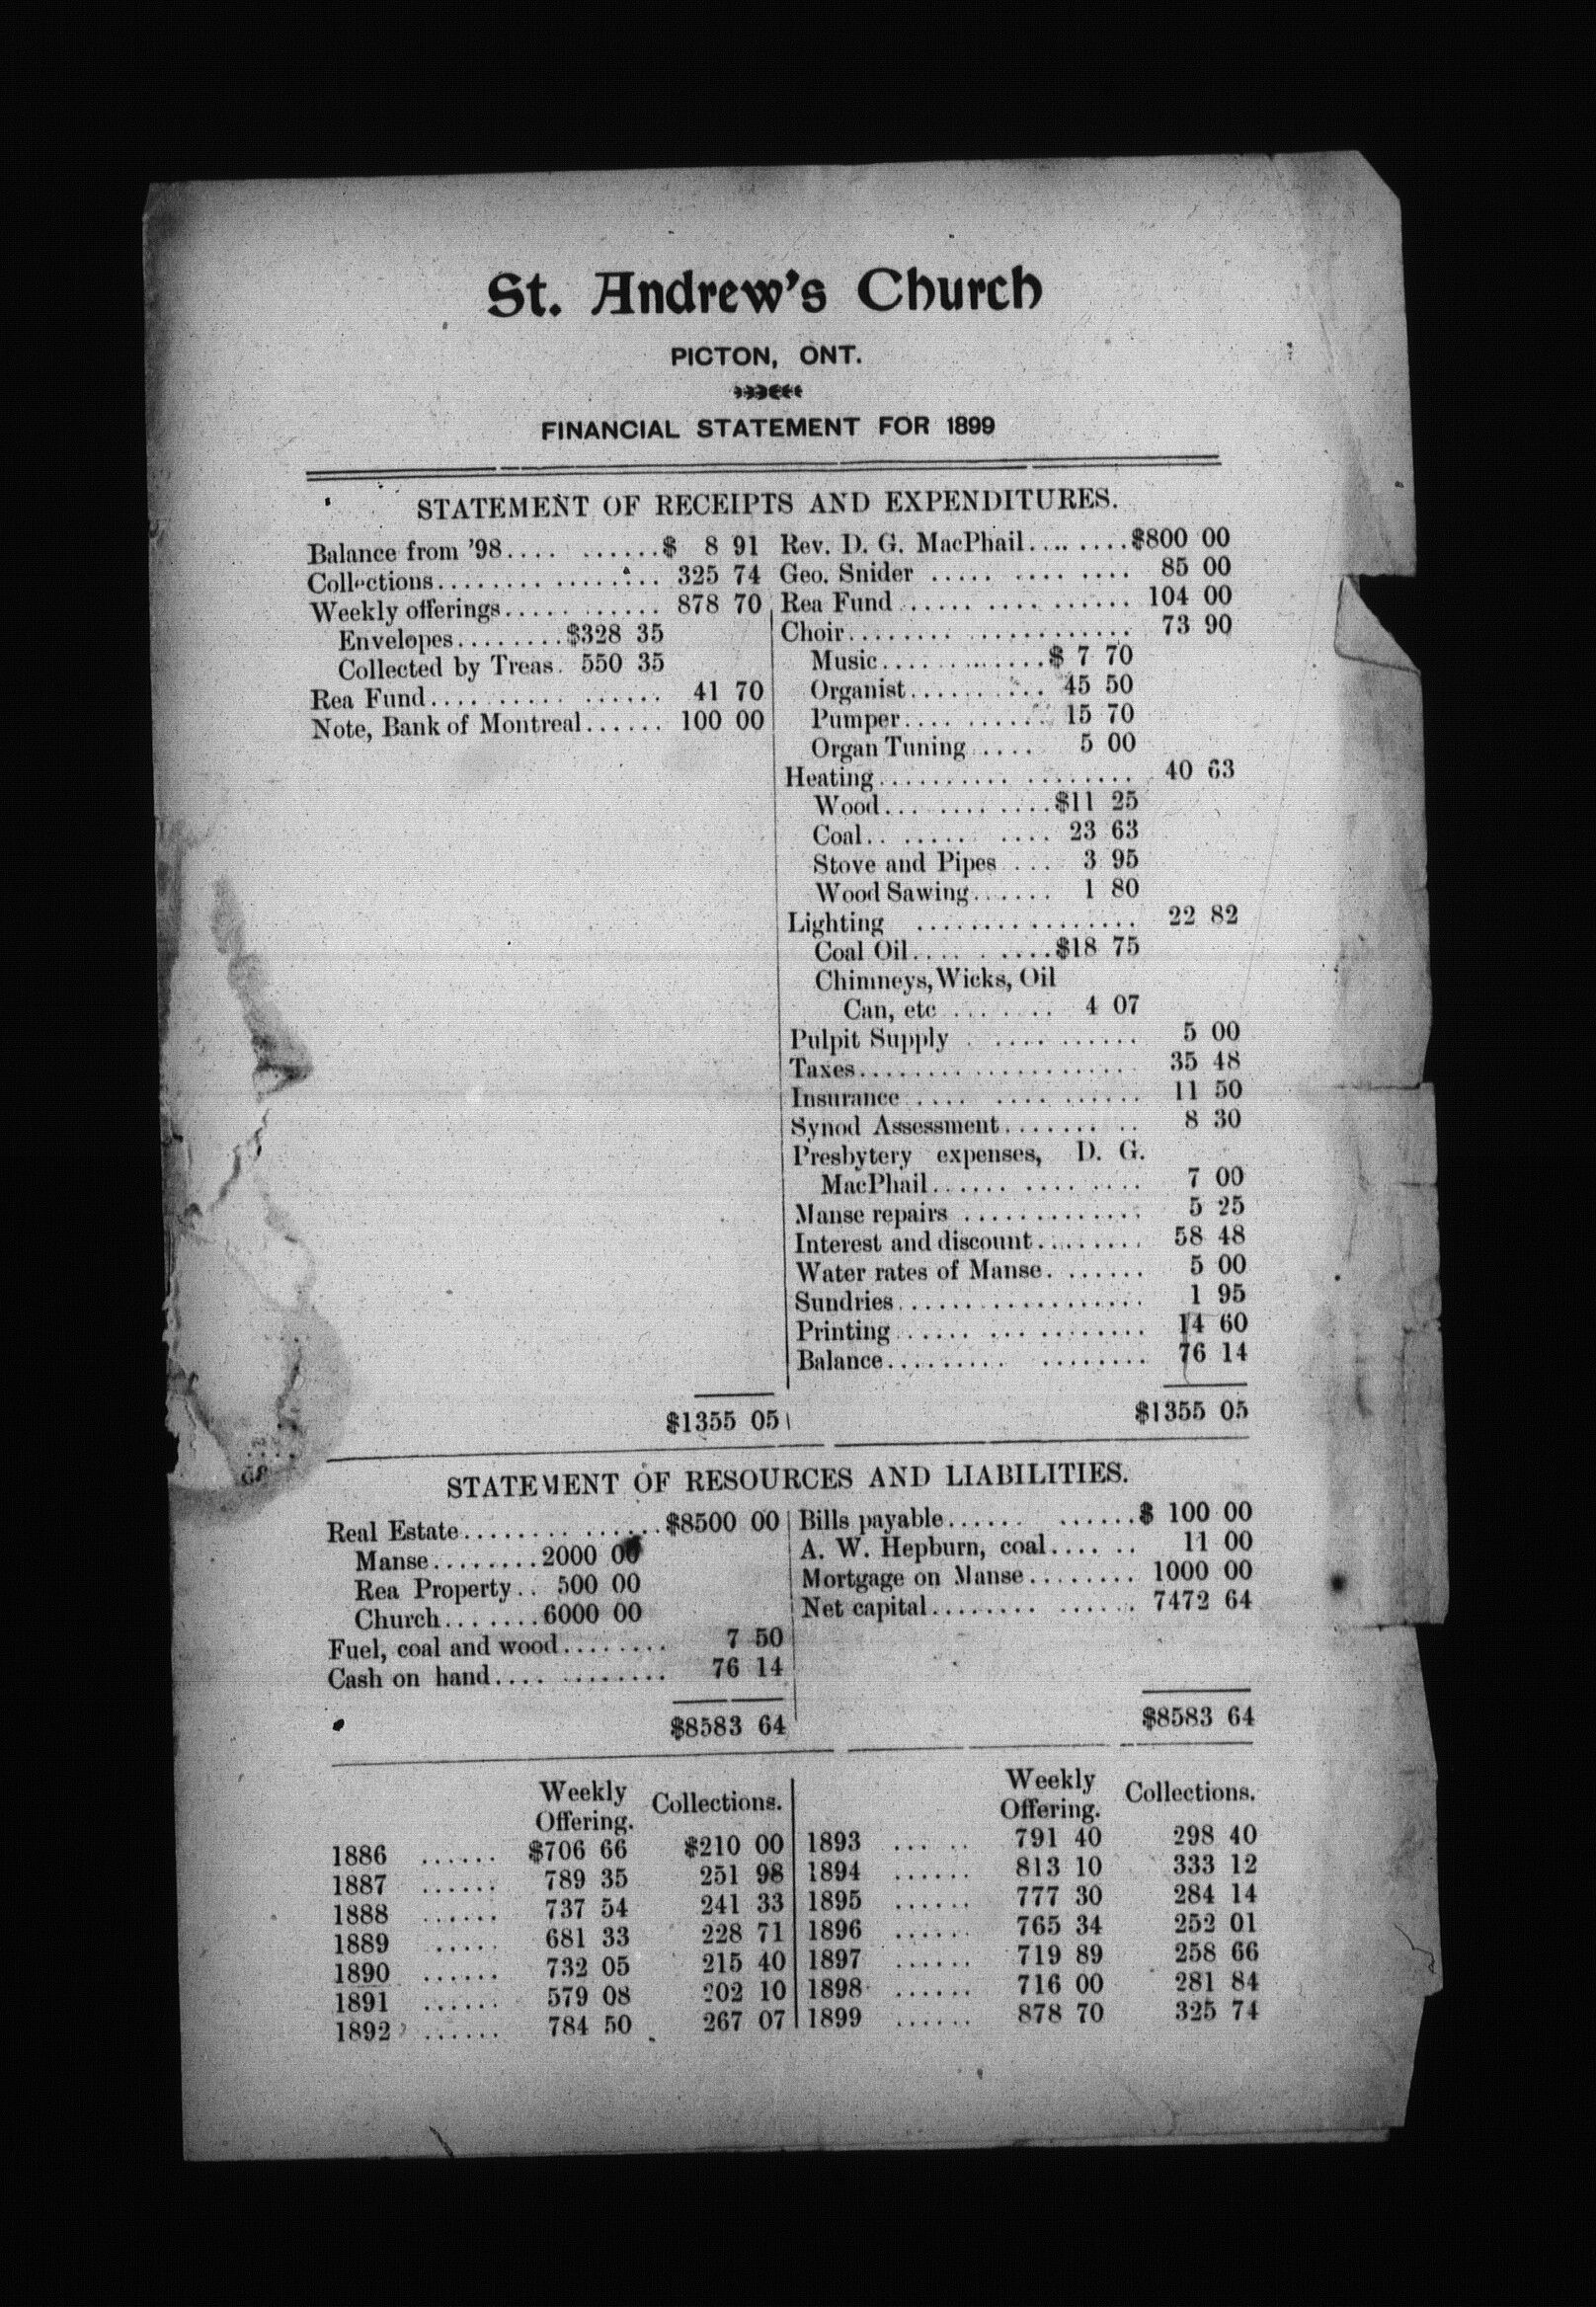 St. Andrew's Church
PICTON, ONT.
FINANCIAL STATEMENT FOR 1899
STATEMENT OF RECEIPTS AND EXPENDITURES.
Balance from '98.... ......$ 8 91
Collections........ ........ 325 74
Weekly offerings...... ...... 878 70
Envelopes........$328 35
Collected by Treas. 550 35
Rea Fund.... ...... ...... 41 70
Note, Bank of Montreal...... 100 00
$1355 05
Rev. D. G. MacPhail.... ....$800 00
Geo. Snider ..... .... .... 85 00
Rea Fund...... .... ...... 104 00
Choir........ ............ 73 90
Music.... ........$ 7 70
Organist.... ..... 45 50
Pumper.... ...... 15 70
Organ Tuning .... 5 00
Heating.......... ........ 40 63
Wood... ..........$11 25
Coal.. ...... .... 23 63
Stove and Pipes .... 3 95
Wood Sawing...... 1 80
Lighting ................ 22 82
Coal Oil.... .....$18 75
Chimneys, Wicks, Oil
Can, etc ........ 4 07
Pulpit Supply . .......... 5 00
Taxes.................... 35 48
Insurance .... .... ...... 11 50
Synod Assessment....... .. 8 30
Presbytery expenses, D. G.
MacPhail...... .... .... 7 00
Manse repairs ............. 5 25
Interest and discount........ 58 48
Water rates of Manse. ...... 5 00
Sundries.................. 1 95
Printing...... ... ........ 14 60
Balance......... ........ 76 14
$1355 05
STATEMENT OF RESOURCES AND LIABILITIES.
Real Estate........ ......$8500 00
Manse........2000 00
Rea Property.. 500 00
Church.......6000 00
Fuel, coal and wood........ 7 50
Cash on hand.... ........ 76 14
$8583 64
Bills payable...... ......$ 100 00
A. W. Hepburn, coal.... .. 11 00
Mortgage on Manse........ 1000 00
Net capital........ ...... 7472 64
$8583 64
Weekly
Offering. Collections.
1886 ...... $706 66 $210 00
1887 ...... 789 35 251 98
1888 ...... 737 54 241 33
1889 ..... 681 33 228 71
1890 ...... 732 05 215 40
1891 ...... 579 08 202 10
1892 ...... 784 50 267 07
Weekly
Offering. Collections.
1893 ... .. 791 40 298 40
1894 ...... 813 10 333 12
1895 ...... 777 30 284 14
1896 ...... 765 34 252 01
1897 ...... 719 89 258 66
1898 ...... 716 00 281 84
1899 ...... 878 70 325 74